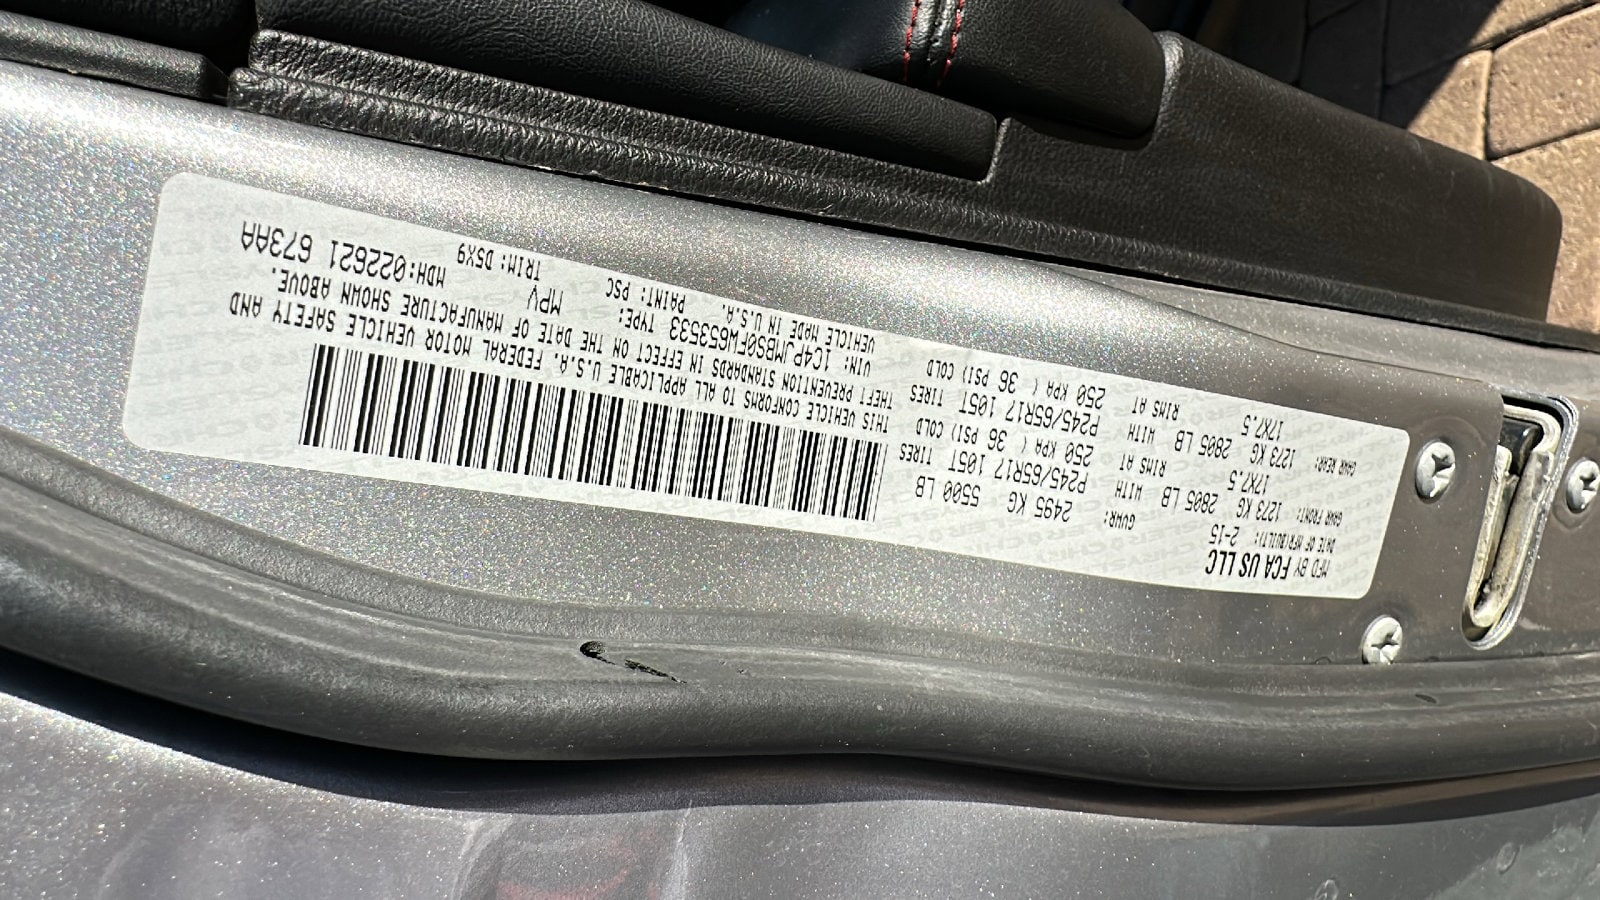 MFD BY FCA US LLC
DATE OF MFR(BUILT): 2-15 GVWR: 2495 KG 5500 LB
GAWR FRONT: 1273 KG 2805 LB WITH P245/65R17 105T TIRES
17X7.5 RIMS AT 250 KPA ( 36 PSI) COLD
GAWR REAR: 1273 KG 2805 LB WITH P245/65R17 105T TIRES
17X7.5 RIMS AT 250 KPA ( 36 PSI) COLD
THIS VEHICLE CONFORMS TO ALL APPLICABLE U.S.A. FEDERAL MOTOR VEHICLE SAFETY AND
THEFT PREVENTION STANDARDS IN EFFECT ON THE DATE OF MANUFACTURE SHOWN ABOVE.
VIN: 1C4PJMBS0FW653533 TYPE: MPV MDH:022621 673AA
VEHICLE MADE IN U.S.A. PAINT: PSC TRIM: D5X9